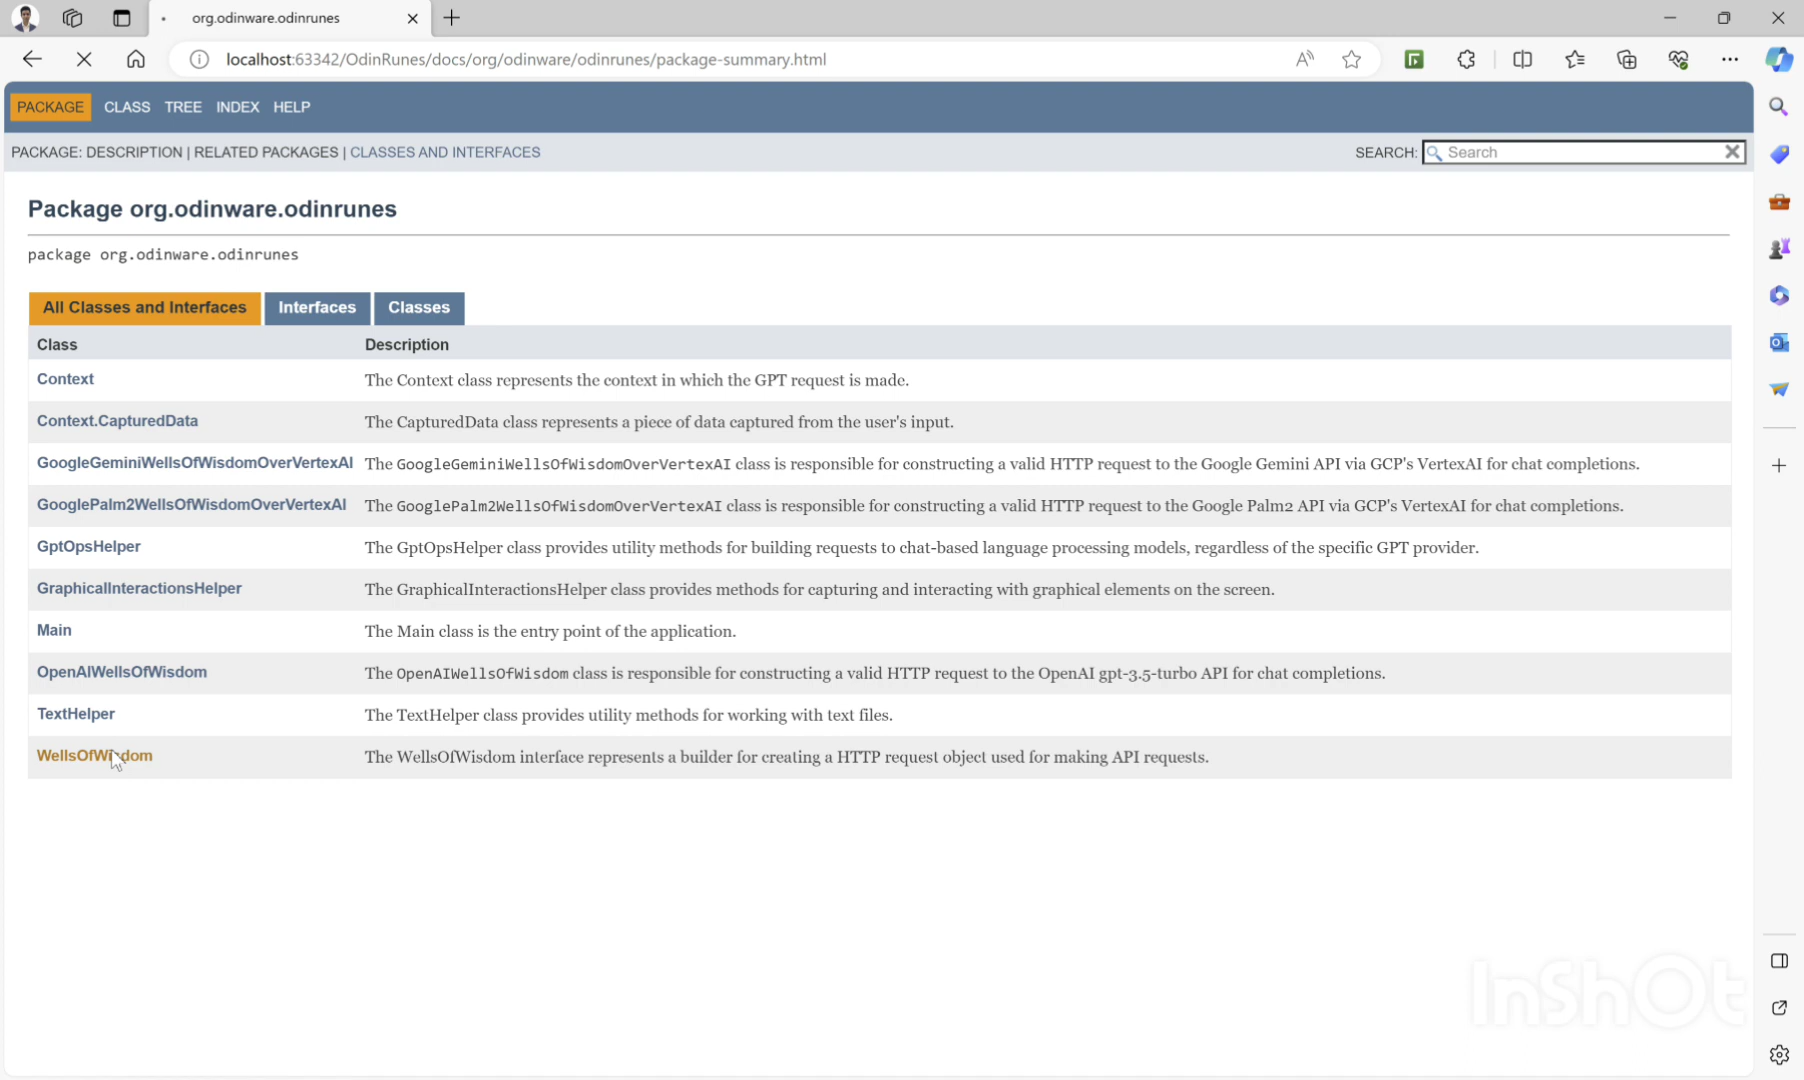 org.odinware.odinrunes
localhost:63342/OdinRunes/docs/org/odinware/odinrunes/package-summary.html
PACKAGE CLASS TREE INDEX HELP
PACKAGE: DESCRIPTION | RELATED PACKAGES | CLASSES AND INTERFACES SEARCH: Search
Package org.odinware.odinrunes
package org.odinware.odinrunes
All Classes and Interfaces Interfaces Classes
Class Description
Context The Context class represents the context in which the GPT request is made.
Context.CapturedData The CapturedData class represents a piece of data captured from the user's input.
GoogleGeminiWellsOfWisdomOverVertexAI The GoogleGeminiWellsOfWisdomOverVertexAI class is responsible for constructing a valid HTTP request to the Google Gemini API via GCP's VertexAI for chat completions.
GooglePalm2WellsOfWisdomOverVertexAI The GooglePalm2WellsOfWisdomOverVertexAI class is responsible for constructing a valid HTTP request to the Google Palm2 API via GCP's VertexAI for chat completions.
GptOpsHelper The GptOpsHelper class provides utility methods for building requests to chat-based language processing models, regardless of the specific GPT provider.
GraphicalInteractionsHelper The GraphicalInteractionsHelper class provides methods for capturing and interacting with graphical elements on the screen.
Main The Main class is the entry point of the application.
OpenAIWellsOfWisdom The OpenAIWellsOfWisdom class is responsible for constructing a valid HTTP request to the OpenAI gpt-3.5-turbo API for chat completions.
TextHelper The TextHelper class provides utility methods for working with text files.
WellsOfWisdom The WellsOfWisdom interface represents a builder for creating a HTTP request object used for making API requests.
InShOt